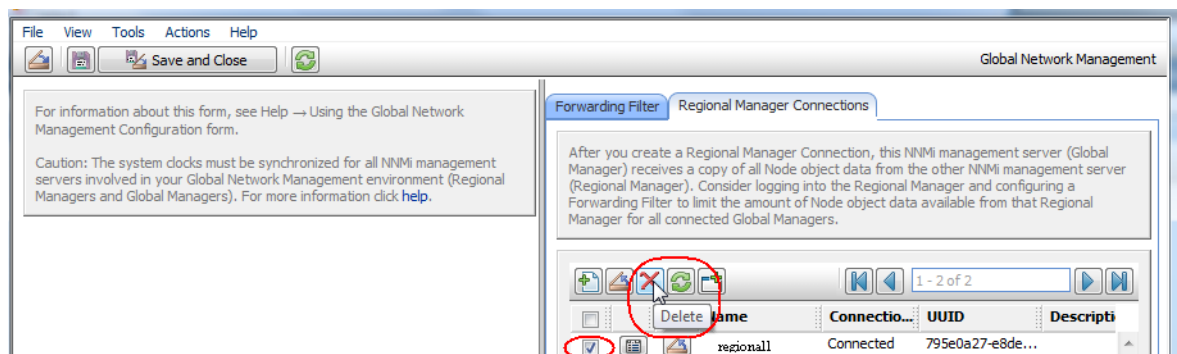 File View Tools Actions Help
Save and Close
Global Network Management
For information about this form, see Help → Using the Global Network
Management Configuration form.
Caution: The system clocks must be synchronized for all NNMi management
servers involved in your Global Network Management environment (Regional
Managers and Global Managers). For more information click help.
Forwarding Filter Regional Manager Connections
After you create a Regional Manager Connection, this NNMi management server (Global
Manager) receives a copy of all Node object data from the other NNMi management server
(Regional Manager). Consider logging into the Regional Manager and configuring a
Forwarding Filter to limit the amount of Node object data available from that Regional
Manager for all connected Global Managers.
1 - 2 of 2
Delete ame Connectio... UUID Descripti
regional1 Connected 795e0a27-e8de...